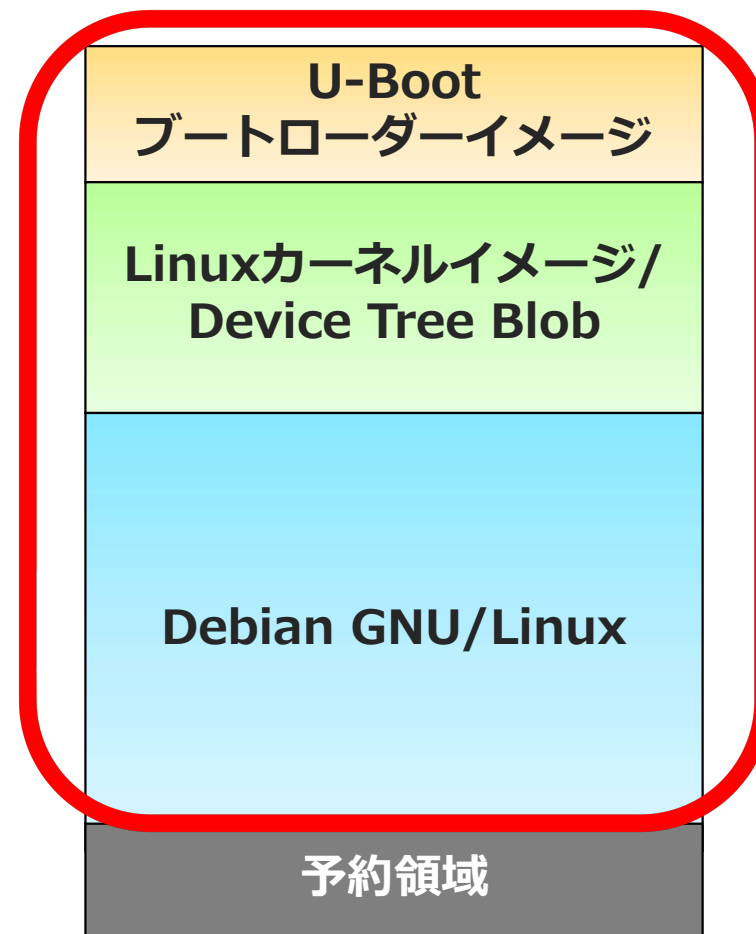 U-Boot
ブートローダーイメージ
Linuxカーネルイメージ/
Device Tree Blob
Debian GNU/Linux
予約領域